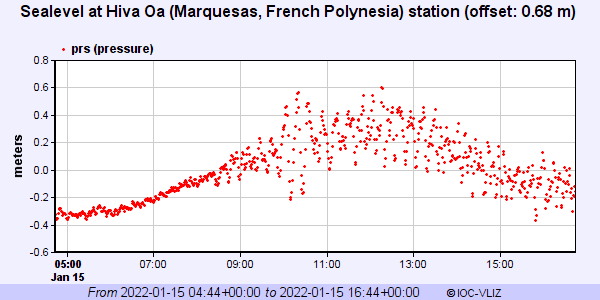 Sealevel at Hiva Oa (Marquesas, French Polynesia) station (offset: 0.68 m)
prs (pressure)
meters
0.8
0.6
0.4
0.2
0.0
-0.2
-0.4
-0.6
05:00 07:00 09:00 11:00 13:00 15:00
Jan 15
From 2022-01-15 04:44+00:00 to 2022-01-15 16:44+00:00 © IOC-VLIZ